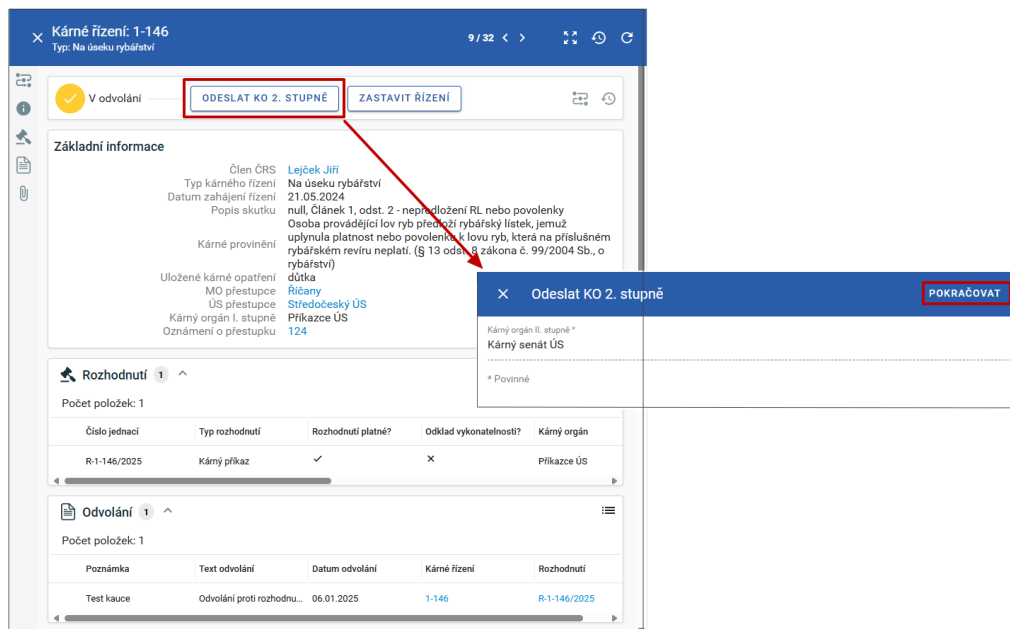 Kárné řízení: 1-146
Typ: Na úseku rybářství
9 / 32
V odvolání
ODESLAT KO 2. STUPNĚ
ZASTAVIT ŘÍZENÍ
Základní informace
Člen ČRS Lejček Jiří
Typ kárného řízení Na úseku rybářství
Datum zahájení řízení 21.05.2024
Popis skutku null, Článek 1, odst. 2 - nepředložení RL nebo povolenky
Kárné provinění Osoba provádějící lov ryb předloží rybářský lístek, jemuž
uplynula platnost nebo povolenku k lovu ryb, která na příslušném
rybářském revíru neplatí. (§ 13 odst. 8 zákona č. 99/2004 Sb., o
rybářství)
Uložené kárné opatření důtka
MO přestupce Říčany
ÚS přestupce Středočeský ÚS
Kárný orgán I. stupně Příkazce ÚS
Oznámení o přestupku 124
Odeslat KO 2. stupně
POKRAČOVAT
Kárný orgán II. stupně *
Kárný senát ÚS
* Povinné
Rozhodnutí 1
Počet položek: 1
Číslo jednací Typ rozhodnutí Rozhodnutí platné? Odklad vykonatelnosti? Kárný orgán
R-1-146/2025 Kárný příkaz Příkazce ÚS
Odvolání 1
Počet položek: 1
Poznámka Text odvolání Datum odvolání Kárné řízení Rozhodnutí
Test kauce Odvolání proti rozhodnu... 06.01.2025 1-146 R-1-146/2025